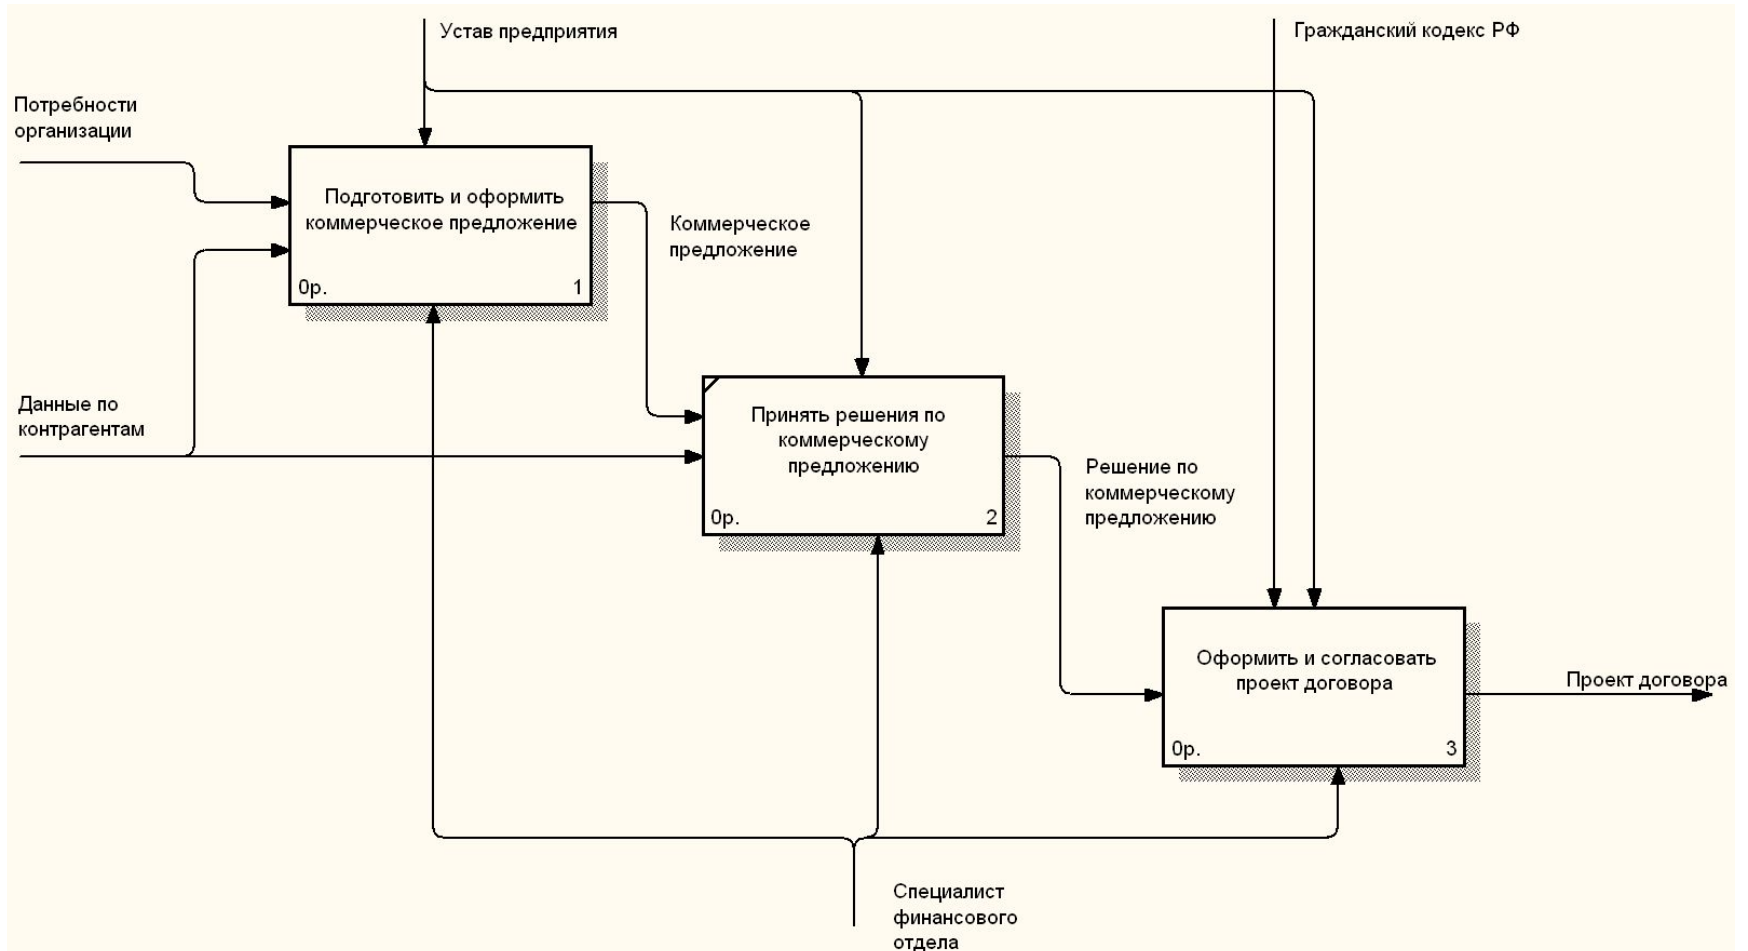 Устав предприятия
Гражданский кодекс РФ
Потребности
организации
Подготовить и оформить
коммерческое предложение
0р.
1
Коммерческое
предложение
Данные по
контрагентам
Принять решения по
коммерческому
предложению
0р.
2
Решение по
коммерческому
предложению
Оформить и согласовать
проект договора
0р.
3
Проект договора
Специалист
финансового
отдела